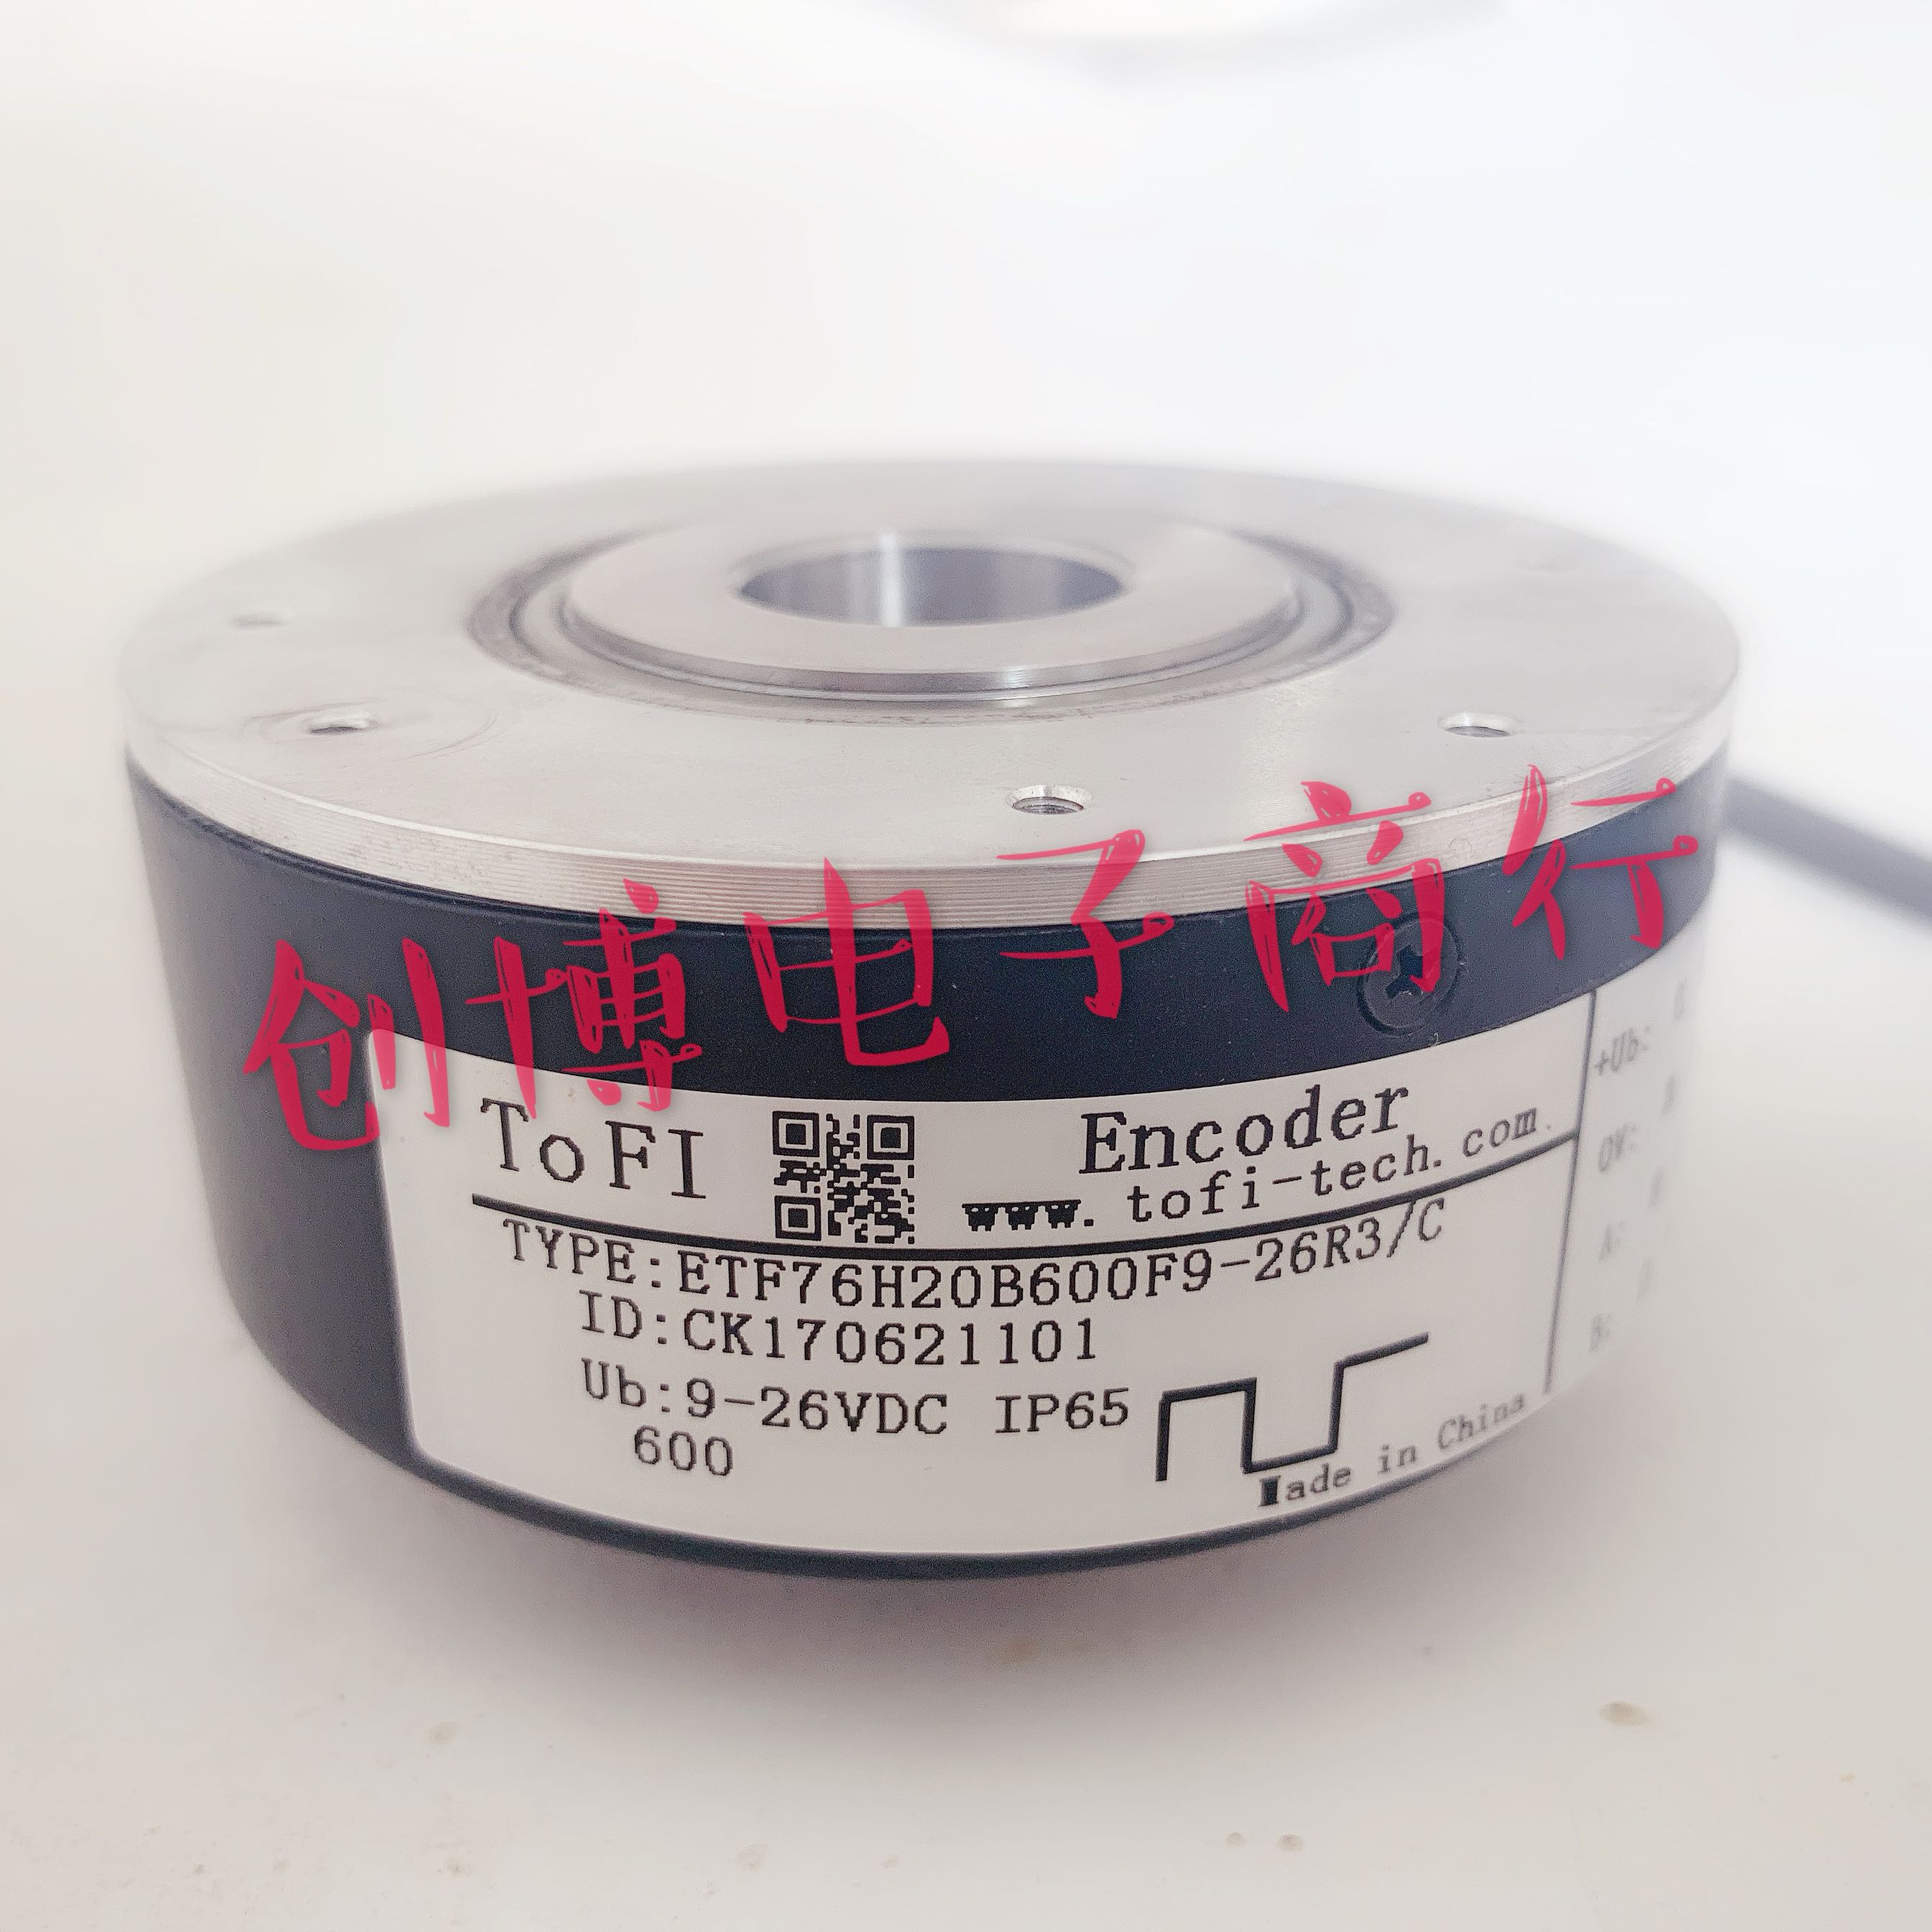 创博电子商行
ToFI
Encoder
www.tofi-tech.com
TYPE:ETF76H20B600F9-26R3/C
ID:CK170621101
Ub:9-26VDC IP65
600
Made in China
+Ub:
0V:
A:
B: